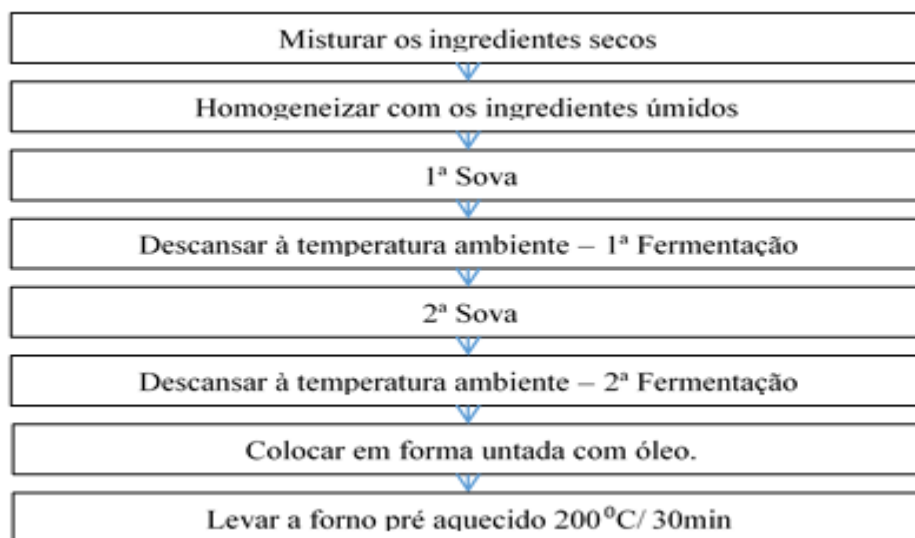 Misturar os ingredientes secos
Homogeneizar com os ingredientes úmidos
1ª Sova
Descansar à temperatura ambiente – 1ª Fermentação
2ª Sova
Descansar à temperatura ambiente – 2ª Fermentação
Colocar em forma untada com óleo.
Levar a forno pré aquecido 200⁰C/ 30min